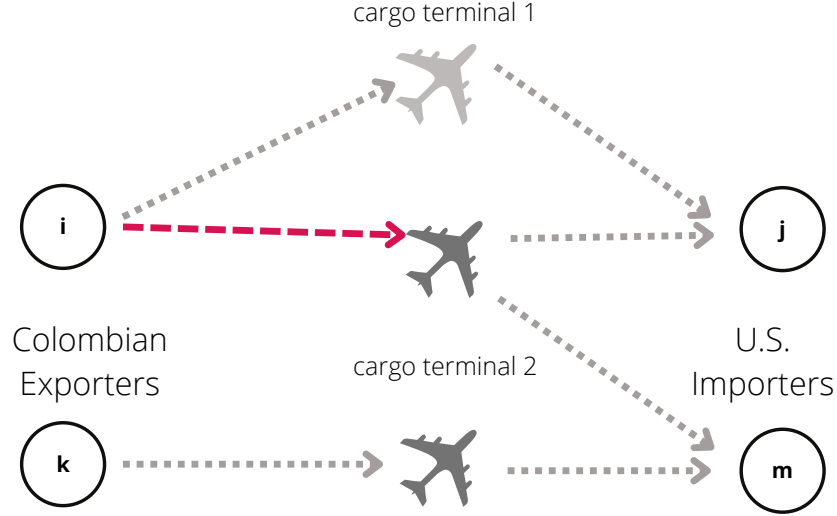 cargo terminal 1
i
j
Colombian
Exporters
U.S.
Importers
cargo terminal 2
k
m